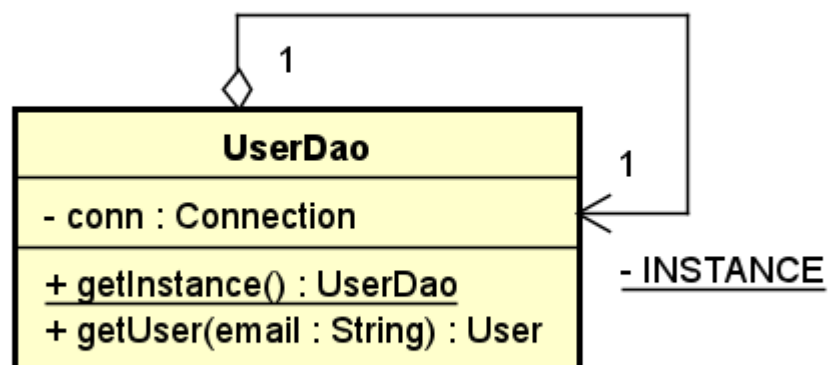 1
UserDao
1
- conn : Connection
- INSTANCE
+ getInstance() : UserDao
+ getUser(email : String) : User